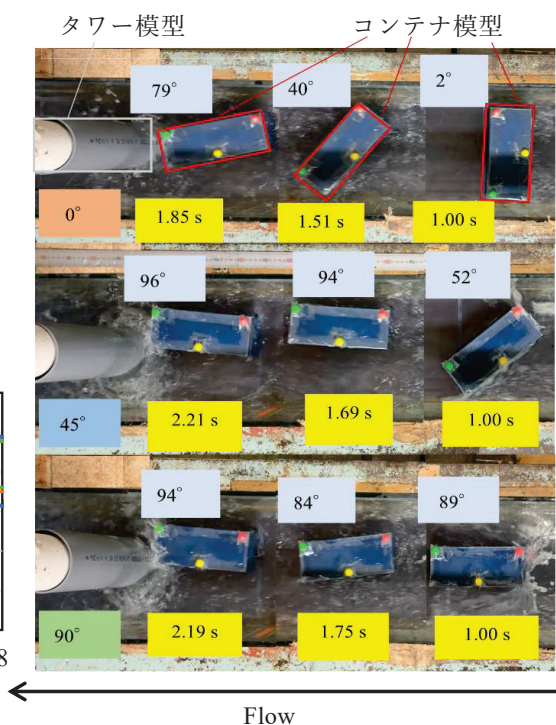 タワー模型 コンテナ模型
79° 40° 2°
0° 1.85 s 1.51 s 1.00 s
96° 94° 52°
45° 2.21 s 1.69 s 1.00 s
94° 84° 89°
90° 2.19 s 1.75 s 1.00 s
8
Flow